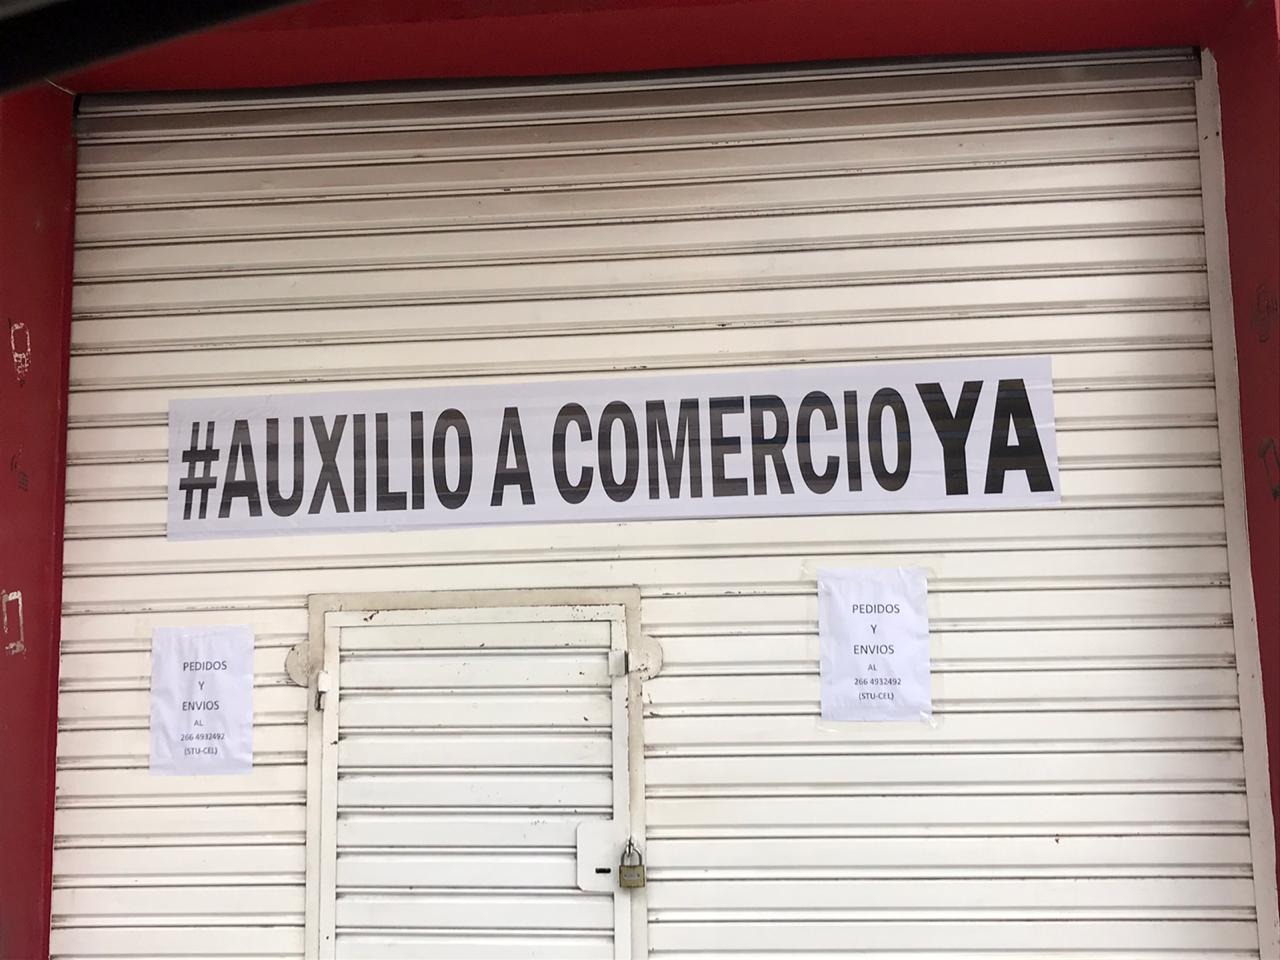 #AUXILIO A COMERCIO YA
PEDIDOS
Y
ENVIOS
AL
266 4932492
(STU-CEL)
PEDIDOS
Y
ENVIOS
AL
266 4932492
(STU-CEL)